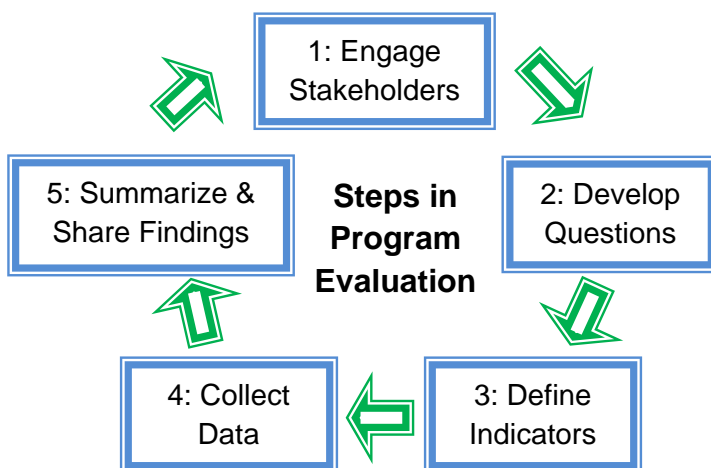 1: Engage
Stakeholders
5: Summarize &
Share Findings
Steps in
Program
Evaluation
2: Develop
Questions
4: Collect
Data
3: Define
Indicators